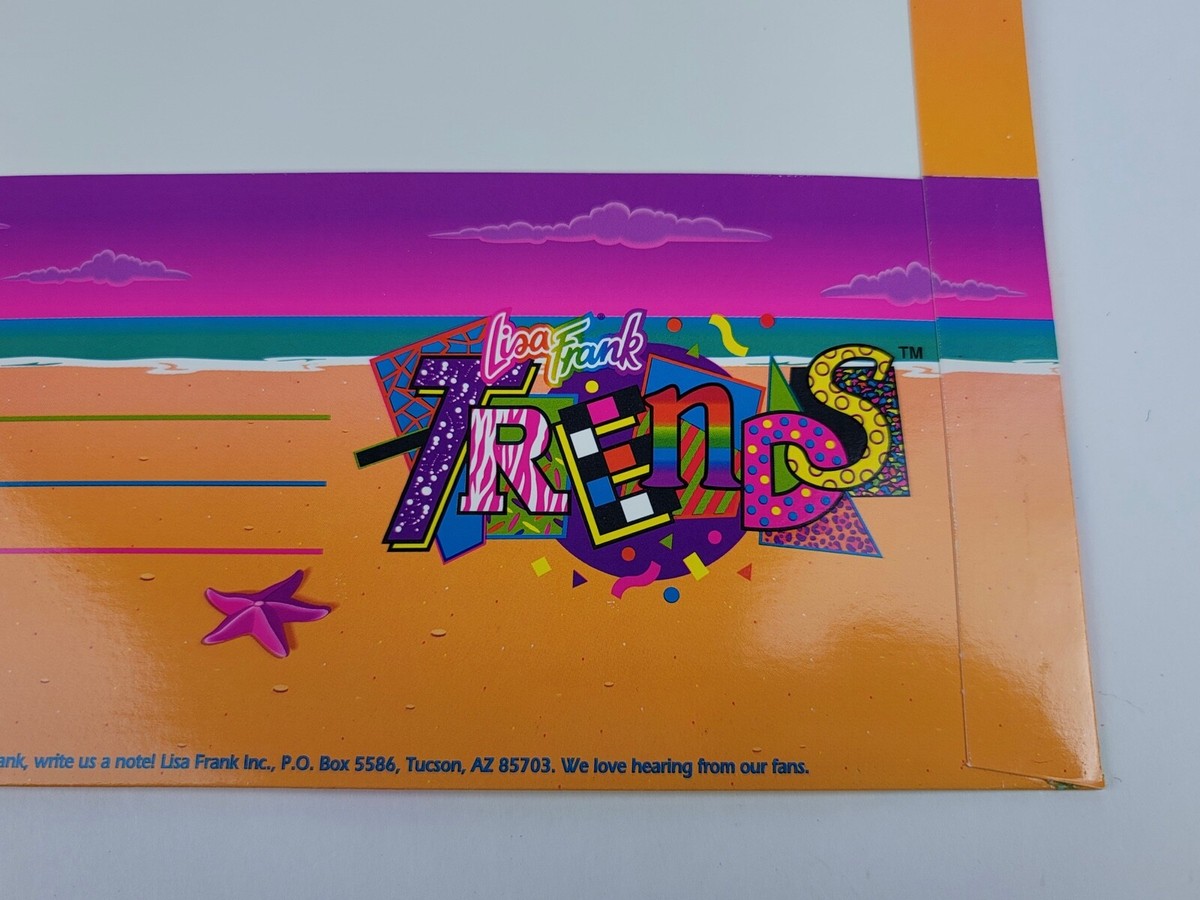 Lisa Frank®
TRENDS™
ank, write us a note! Lisa Frank Inc., P.O. Box 5586, Tucson, AZ 85703. We love hearing from our fans.